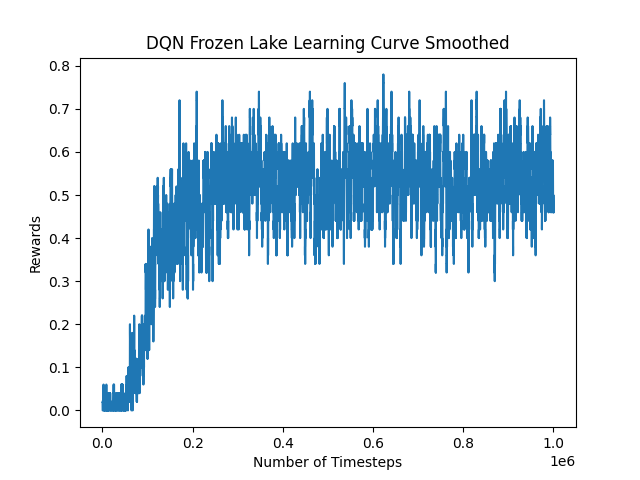 DQN Frozen Lake Learning Curve Smoothed
0.8
0.7
0.6
0.5
0.4
0.3
0.2
0.1
0.0
Rewards
0.0 0.2 0.4 0.6 0.8 1.0
1e6
Number of Timesteps